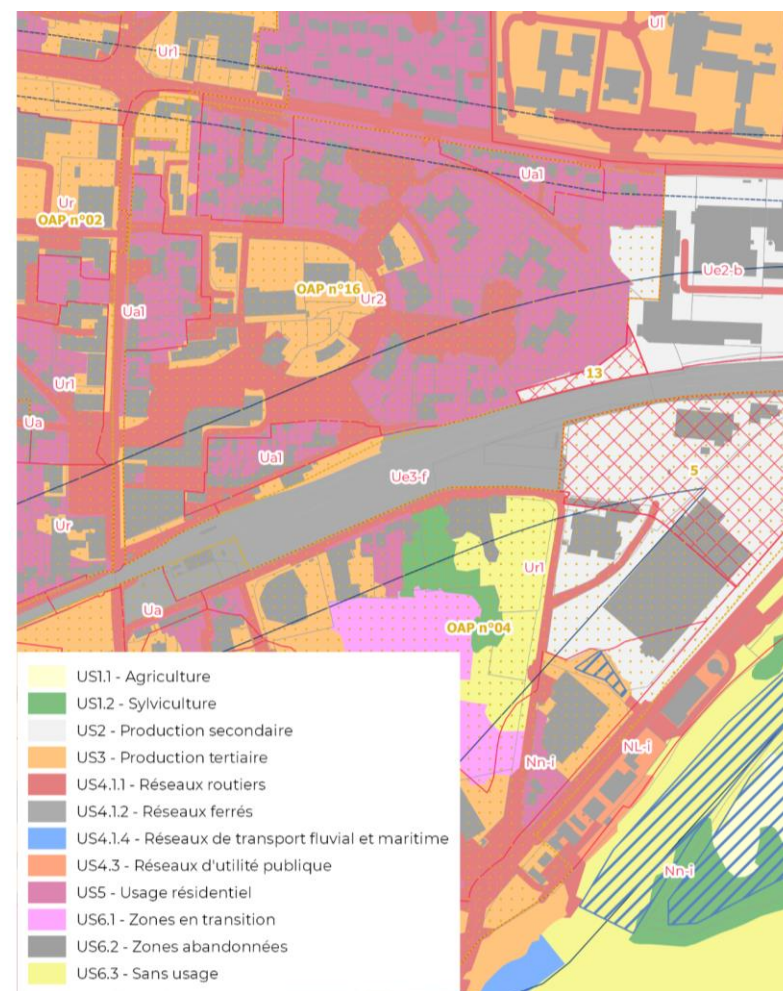 Ur1
UI
Ur
OAP n°02
Ua1
Ue2-b
OAP n°16
Ur2
Ua1
Ur1
13
Ua
Ua1
Ue3-f
5
Ur
Ur1
Ua
OAP n°04
US1.1 - Agriculture
US1.2 - Sylviculture
US2 - Production secondaire
US3 - Production tertiaire
US4.1.1 - Réseaux routiers
US4.1.2 - Réseaux ferrés
US4.1.4 - Réseaux de transport fluvial et maritime
US4.3 - Réseaux d'utilité publique
US5 - Usage résidentiel
US6.1 - Zones en transition
US6.2 - Zones abandonnées
US6.3 - Sans usage
NL-i
Nn-i
Nn-i